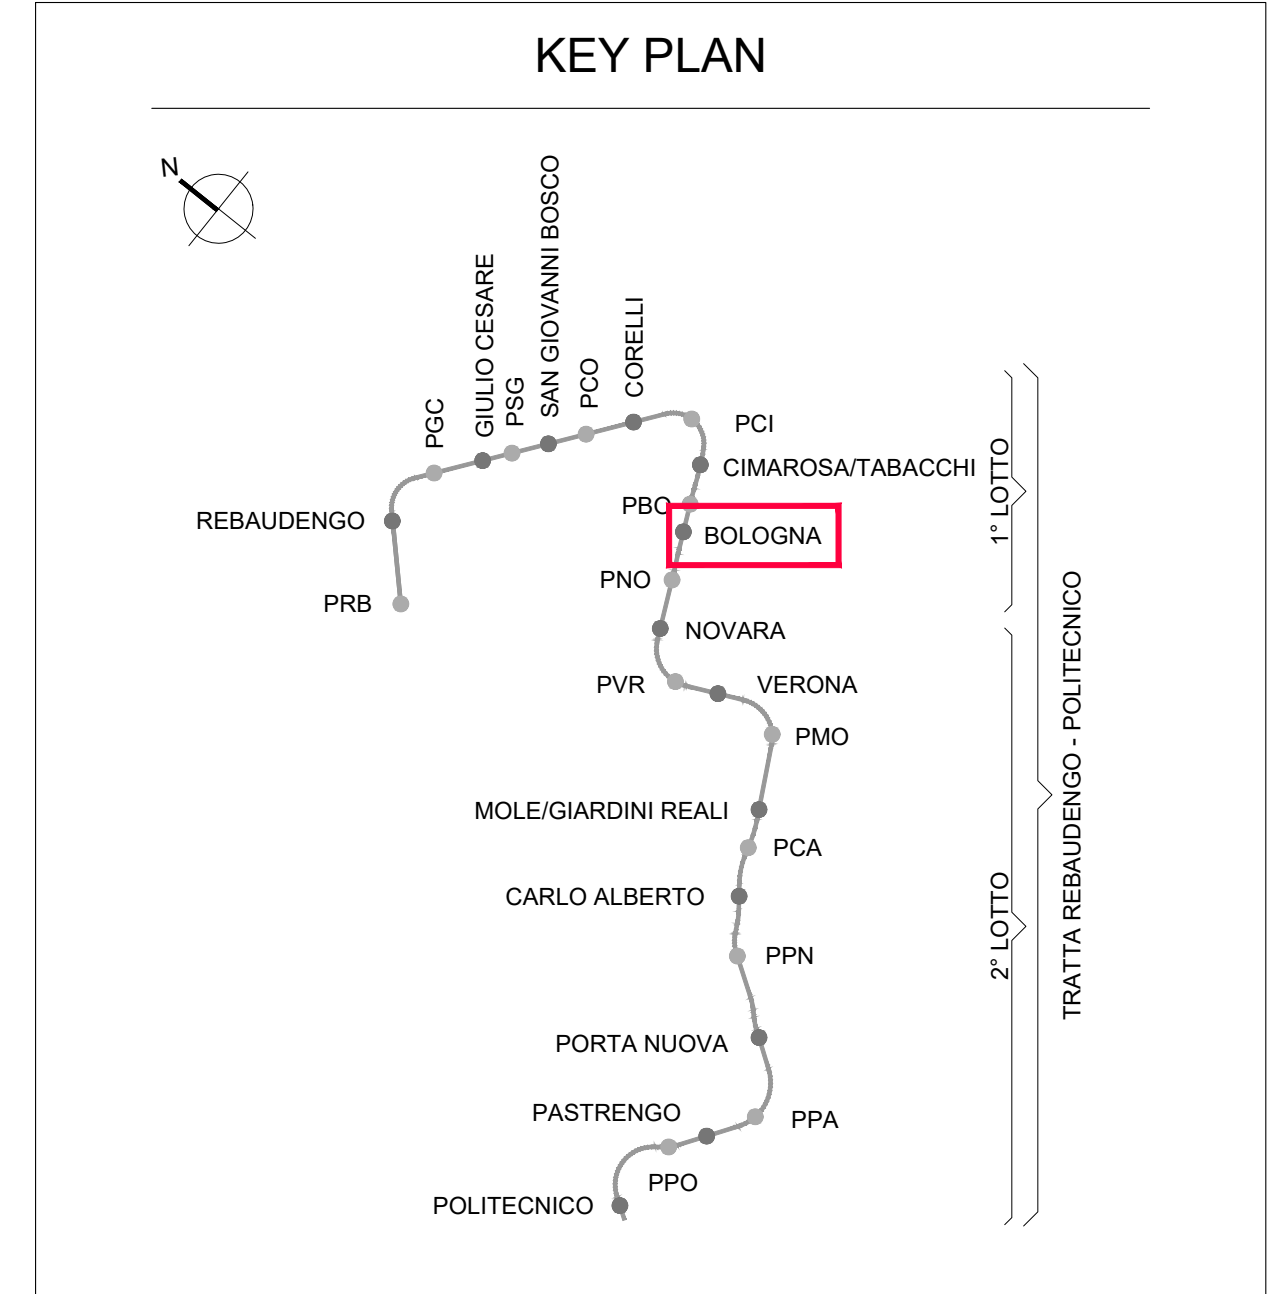 KEY PLAN
N
PGC
GIULIO CESARE
PSG
SAN GIOVANNI BOSCO
PCO
CORELLI
PCI
CIMAROSA/TABACCHI
PBO
BOLOGNA
REBAUDENGO
PNO
PRB
NOVARA
PVR
VERONA
PMO
MOLE/GIARDINI REALI
PCA
CARLO ALBERTO
PPN
PORTA NUOVA
PASTRENGO
PPA
PPO
POLITECNICO
1° LOTTO
2° LOTTO
TRATTA REBAUDENGO - POLITECNICO